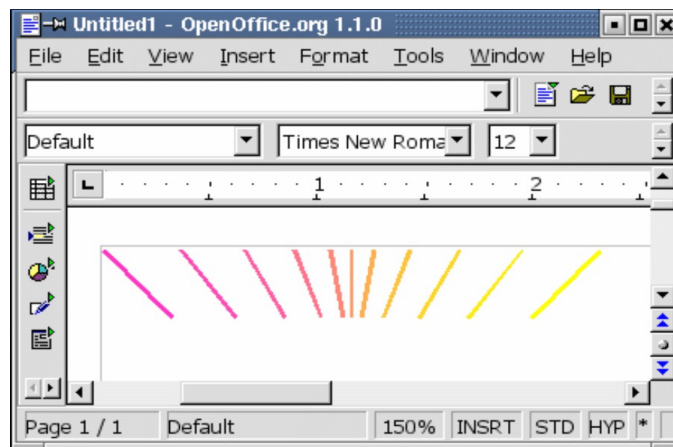 Untitled1 - OpenOffice.org 1.1.0
File Edit View Insert Format Tools Window Help
Default Times New Roma 12
1 2
Page 1 / 1 Default 150% INSRT STD HYP *